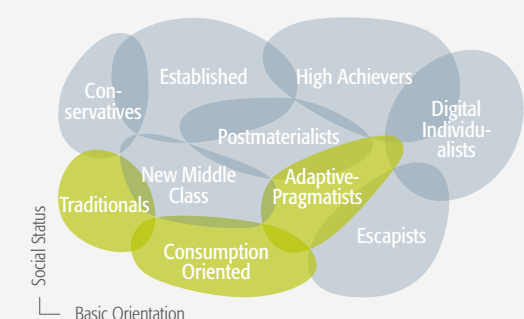 Established
High Achievers
Con-
servatives
Digital
Individu-
alists
Postmaterialists
New Middle
Class
Adaptive-
Pragmatists
Traditionals
Escapists
Consumption
Oriented
Social Status
Basic Orientation